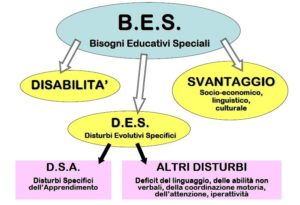 B.E.S.
Bisogni Educativi Speciali
DISABILITA'
SVANTAGGIO
Socio-economico,
linguistico,
culturale
D.E.S.
Disturbi Evolutivi Specifici
D.S.A.
Disturbi Specifici
dell'Apprendimento
ALTRI DISTURBI
Deficit del linguaggio, delle abilità non
verbali, della coordinazione motoria,
dell'attenzione, iperattività